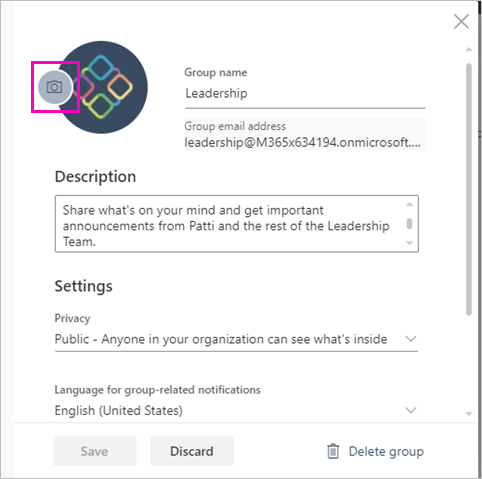 Group name
Leadership
Group email address
leadership@M365x634194.onmicrosoft....
Description
Share what's on your mind and get important
announcements from Patti and the rest of the Leadership
Team.
Settings
Privacy
Public - Anyone in your organization can see what's inside
Language for group-related notifications
English (United States)
Save
Discard
Delete group